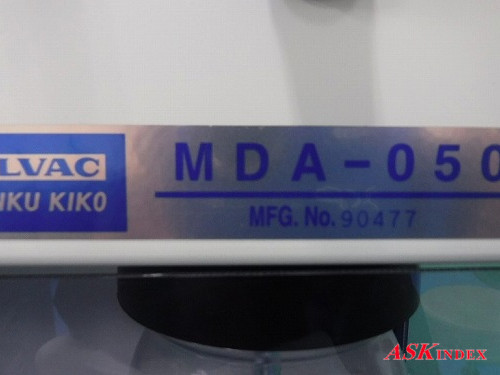 LVAC
IKU KIKO
MDA-050
MFG. No. 90477
ASKINDEX